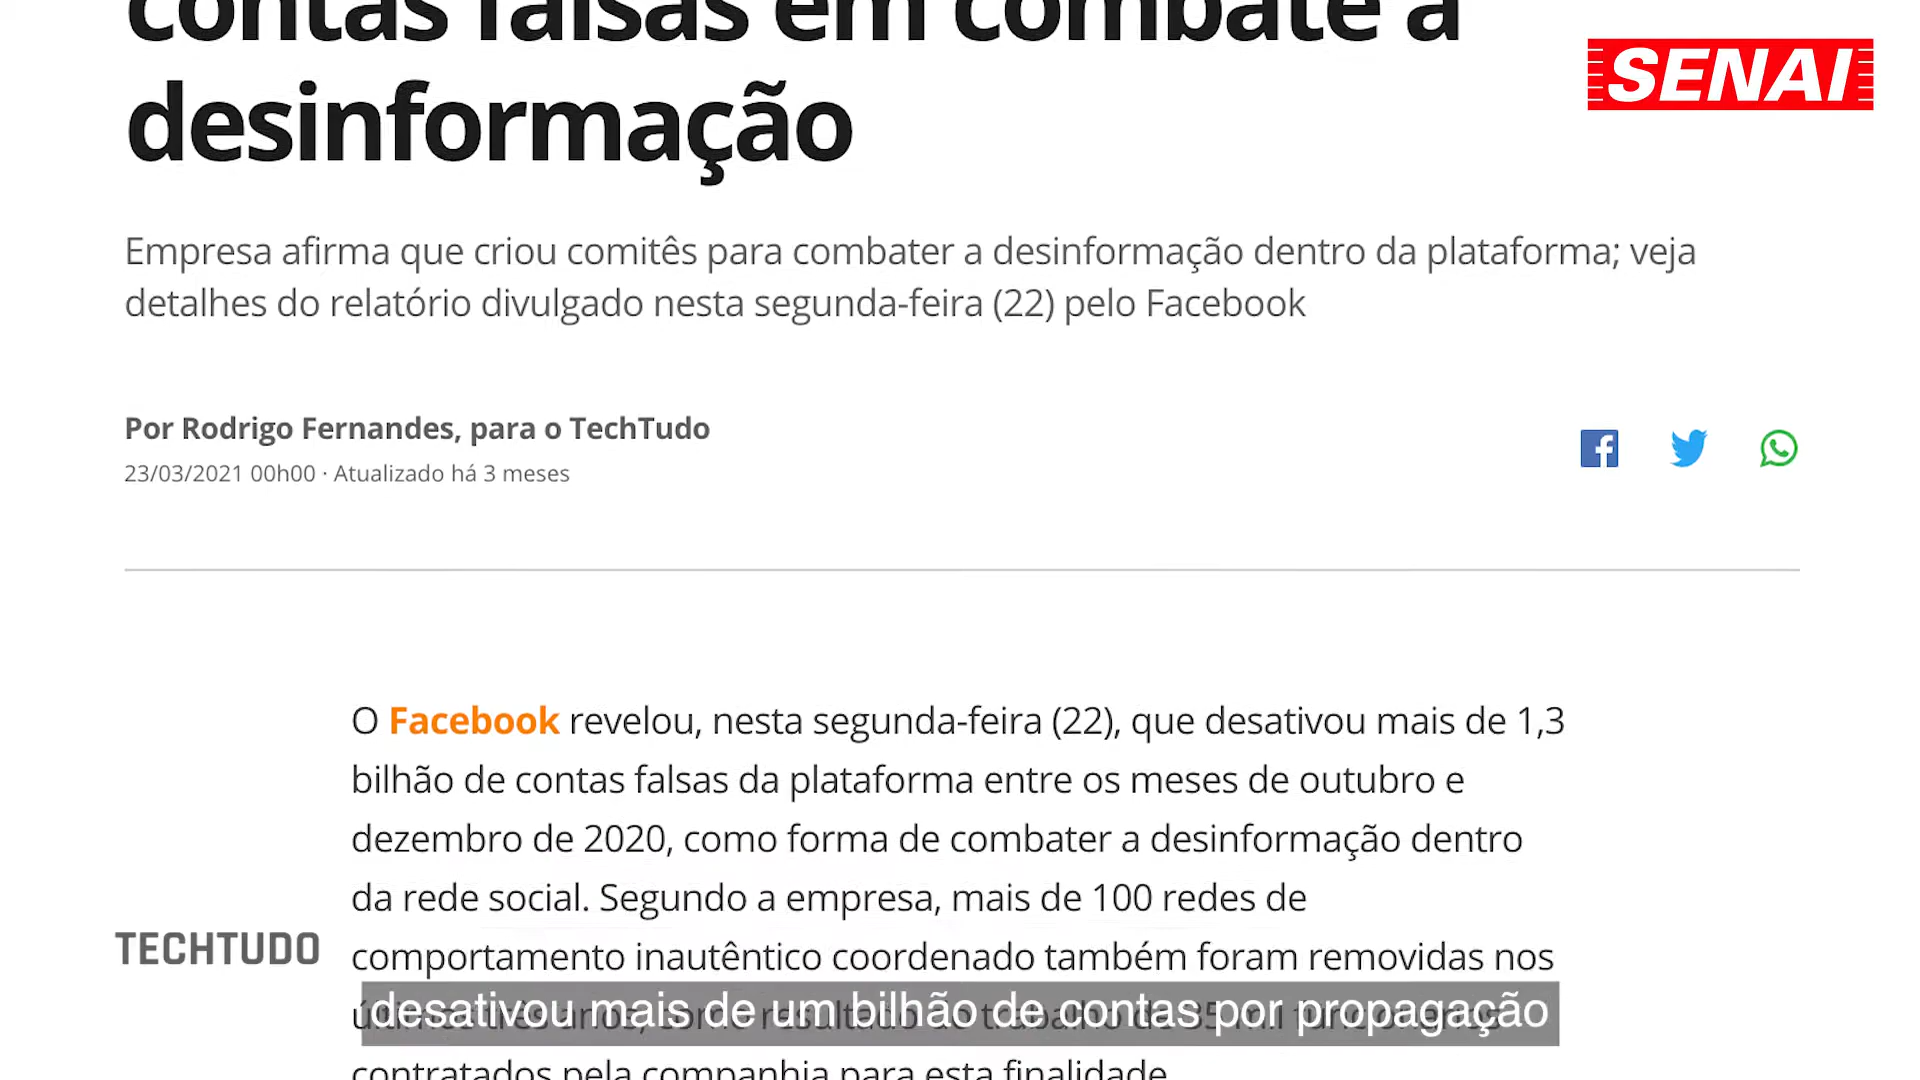 contas falsas em combate à
desinformação
SENAI
Empresa afirma que criou comitês para combater a desinformação dentro da plataforma; veja
detalhes do relatório divulgado nesta segunda-feira (22) pelo Facebook
Por Rodrigo Fernandes, para o TechTudo
23/03/2021 00h00 · Atualizado há 3 meses
O Facebook revelou, nesta segunda-feira (22), que desativou mais de 1,3
bilhão de contas falsas da plataforma entre os meses de outubro e
dezembro de 2020, como forma de combater a desinformação dentro
da rede social. Segundo a empresa, mais de 100 redes de
TECHTUDO
comportamento inautêntico coordenado também foram removidas nos
desativou mais de um bilhão de contas por propagação
contratados pela companhia para esta finalidade